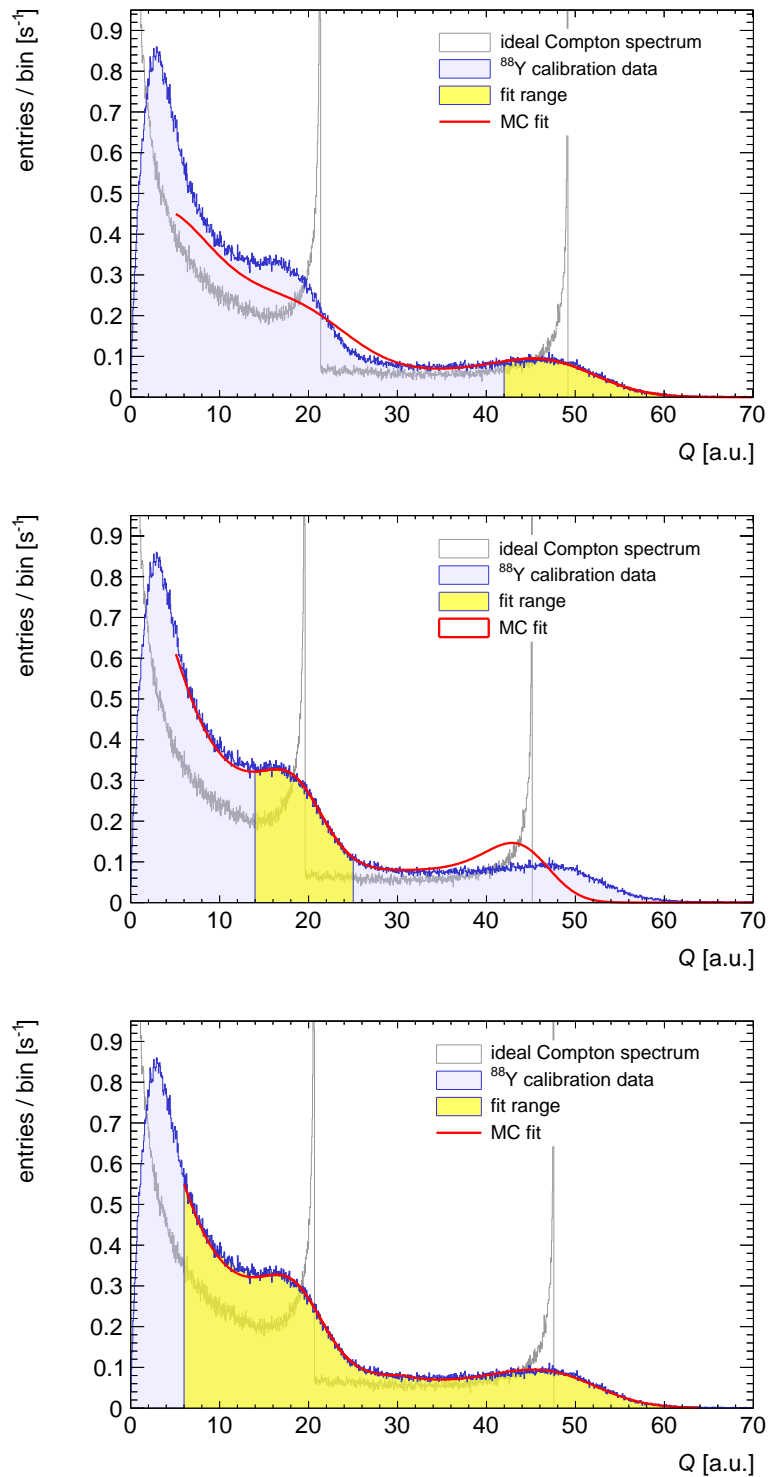 entries / bin [s⁻¹]
0.9
0.8
0.7
0.6
0.5
0.4
0.3
0.2
0.1
0
ideal Compton spectrum
⁸⁸Y calibration data
fit range
MC fit
0 10 20 30 40 50 60 70
Q [a.u.]
entries / bin [s⁻¹]
0.9
0.8
0.7
0.6
0.5
0.4
0.3
0.2
0.1
0
ideal Compton spectrum
⁸⁸Y calibration data
fit range
MC fit
0 10 20 30 40 50 60 70
Q [a.u.]
entries / bin [s⁻¹]
0.9
0.8
0.7
0.6
0.5
0.4
0.3
0.2
0.1
0
ideal Compton spectrum
⁸⁸Y calibration data
fit range
MC fit
0 10 20 30 40 50 60 70
Q [a.u.]